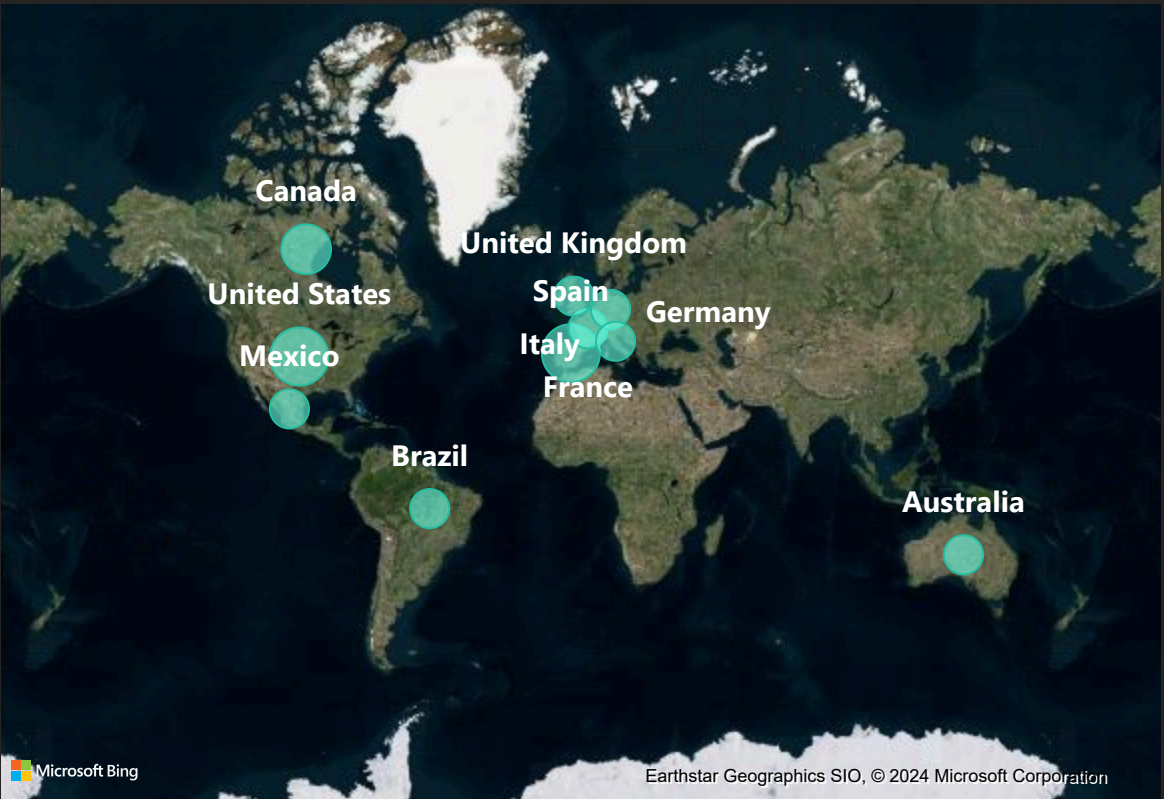 Canada
United Kingdom
United States
Spain
Germany
Italy
Mexico
France
Brazil
Australia
Microsoft Bing
Earthstar Geographics SIO, © 2024 Microsoft Corporation